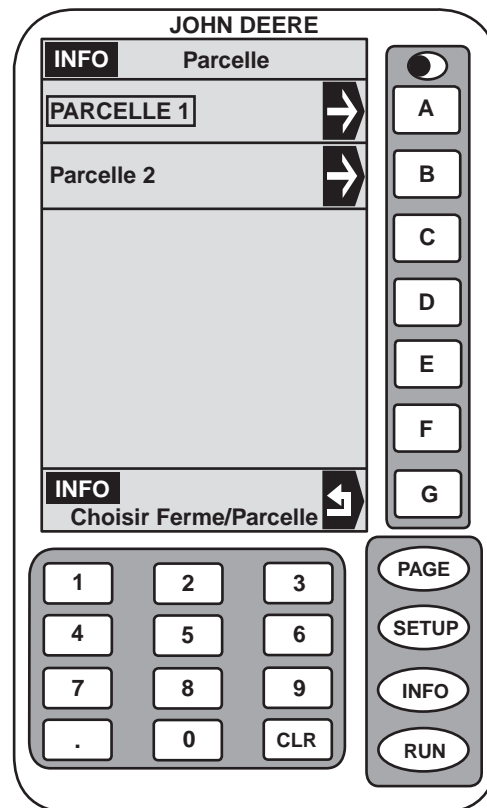 JOHN DEERE
INFO Parcelle
PARCELLE 1
Parcelle 2
INFO
Choisir Ferme/Parcelle
A
B
C
D
E
F
G
1 2 3
4 5 6
7 8 9
. 0 CLR
PAGE
SETUP
INFO
RUN